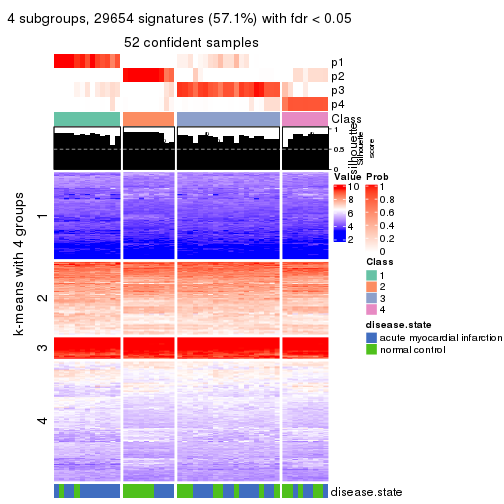 4 subgroups, 29654 signatures (57.1%) with fdr < 0.05
52 confident samples
p1
p2
p3
p4
Class
1
0.5
0
silhouette
Silhouette
score
k-means with 4 groups
1
2
3
4
Value
10
8
6
4
2
Prob
1
0.8
0.6
0.4
0.2
0
Class
1
2
3
4
disease.state
acute myocardial infarction
normal control
disease.state